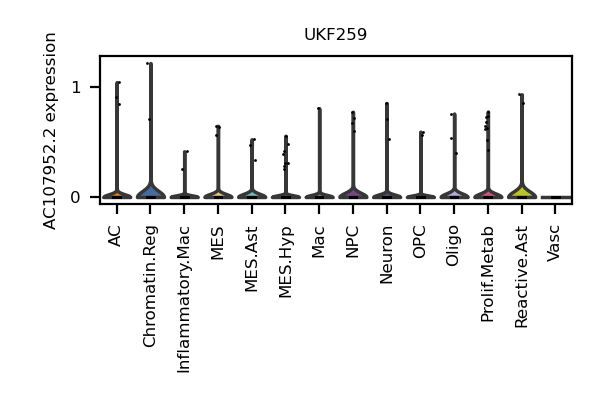 UKF259
AC107952.2 expression
1
0
AC
Chromatin.Reg
Inflammatory.Mac
MES
MES.Ast
MES.Hyp
Mac
NPC
Neuron
OPC
Oligo
Prolif.Metab
Reactive.Ast
Vasc